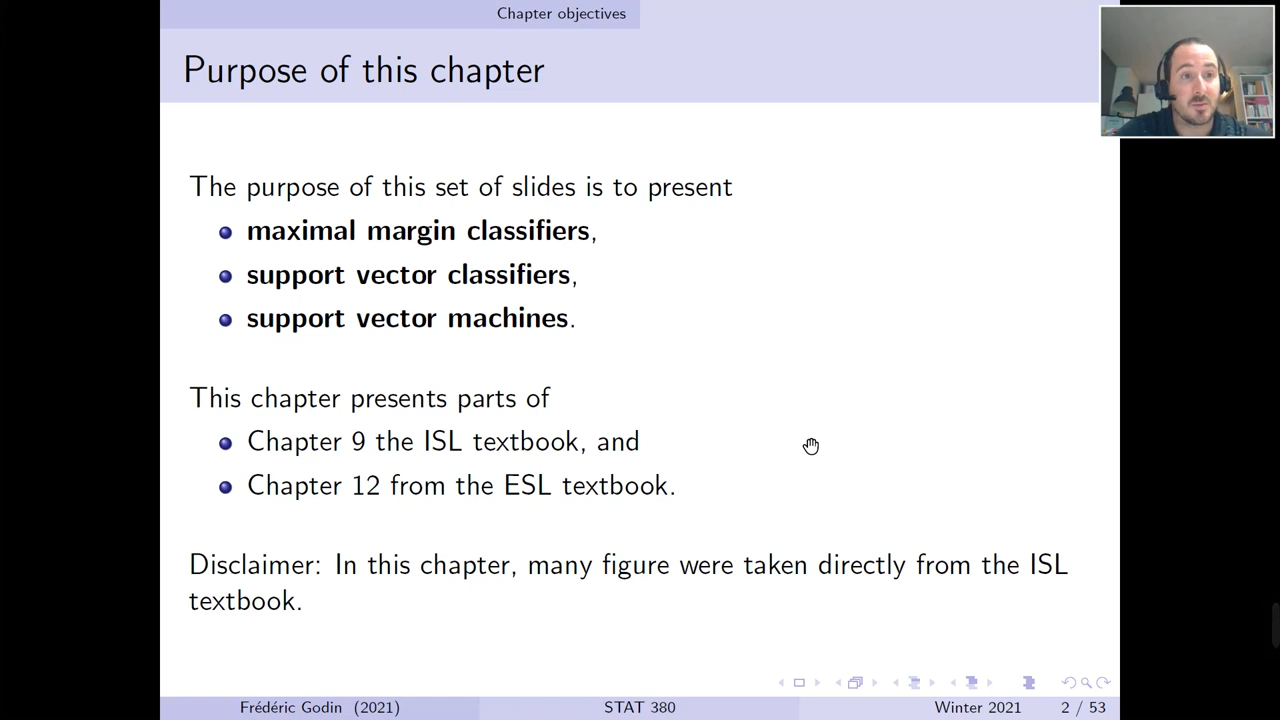 Chapter objectives
Purpose of this chapter
The purpose of this set of slides is to present
maximal margin classifiers,
support vector classifiers,
support vector machines.
This chapter presents parts of
Chapter 9 the ISL textbook, and
Chapter 12 from the ESL textbook.
Disclaimer: In this chapter, many figure were taken directly from the ISL
textbook.
Frédéric Godin (2021) STAT 380 Winter 2021 2 / 53